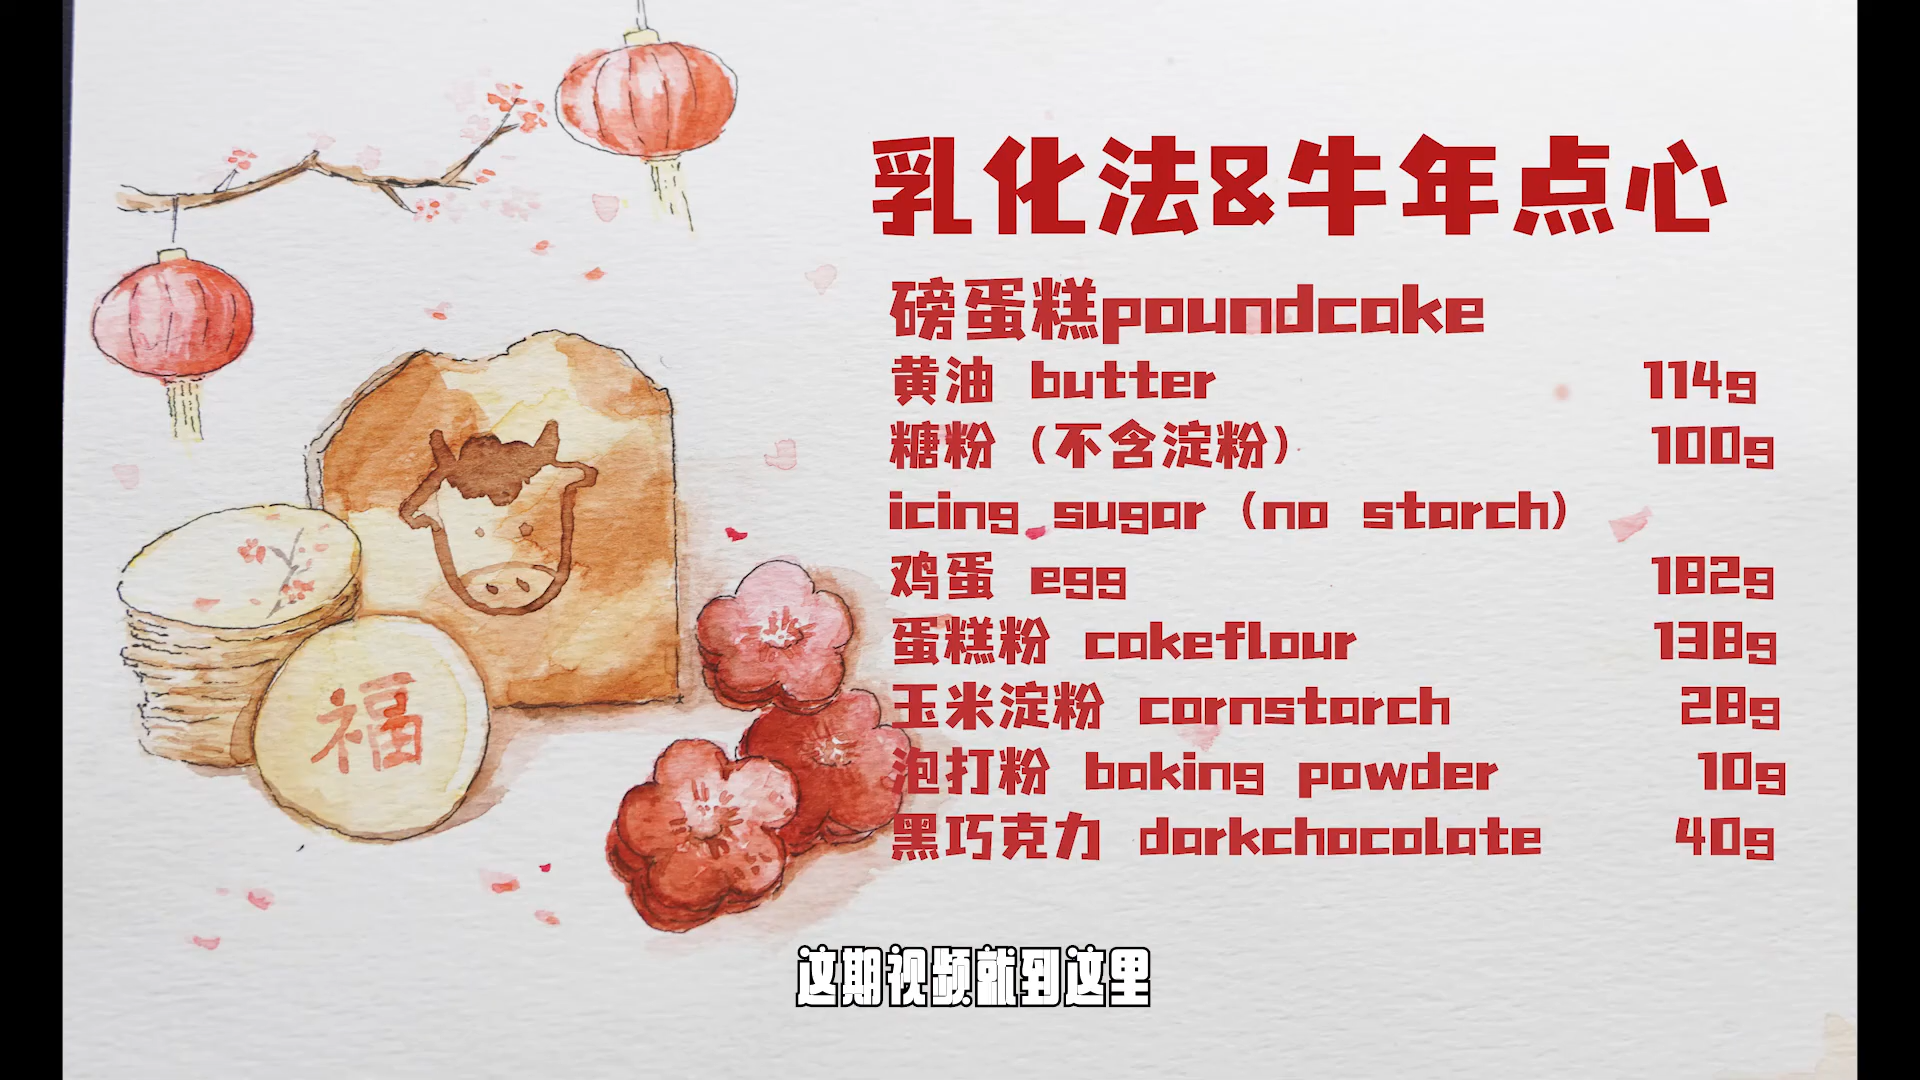 乳化法&牛年点心
磅蛋糕poundcake
黄油 butter 114g
糖粉（不含淀粉） 100g
icing sugar（no starch）
鸡蛋 egg 182g
蛋糕粉 cakeflour 138g
玉米淀粉 cornstarch 28g
泡打粉 baking powder 10g
黑巧克力 darkchocolate 40g
福
这期视频就到这里